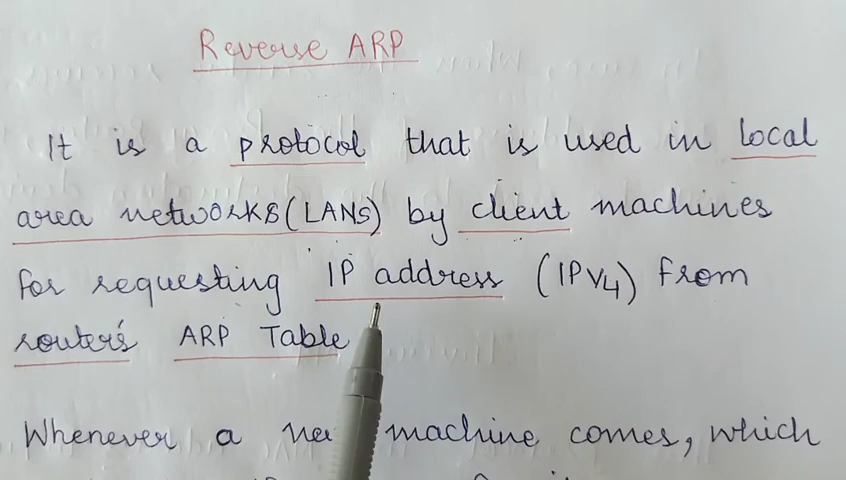 Reverse ARP
It is a protocol that is used in local
area networks (LANS) by client machines
for requesting IP address (IPV4) from
router's ARP Table
Whenever a machine comes, which